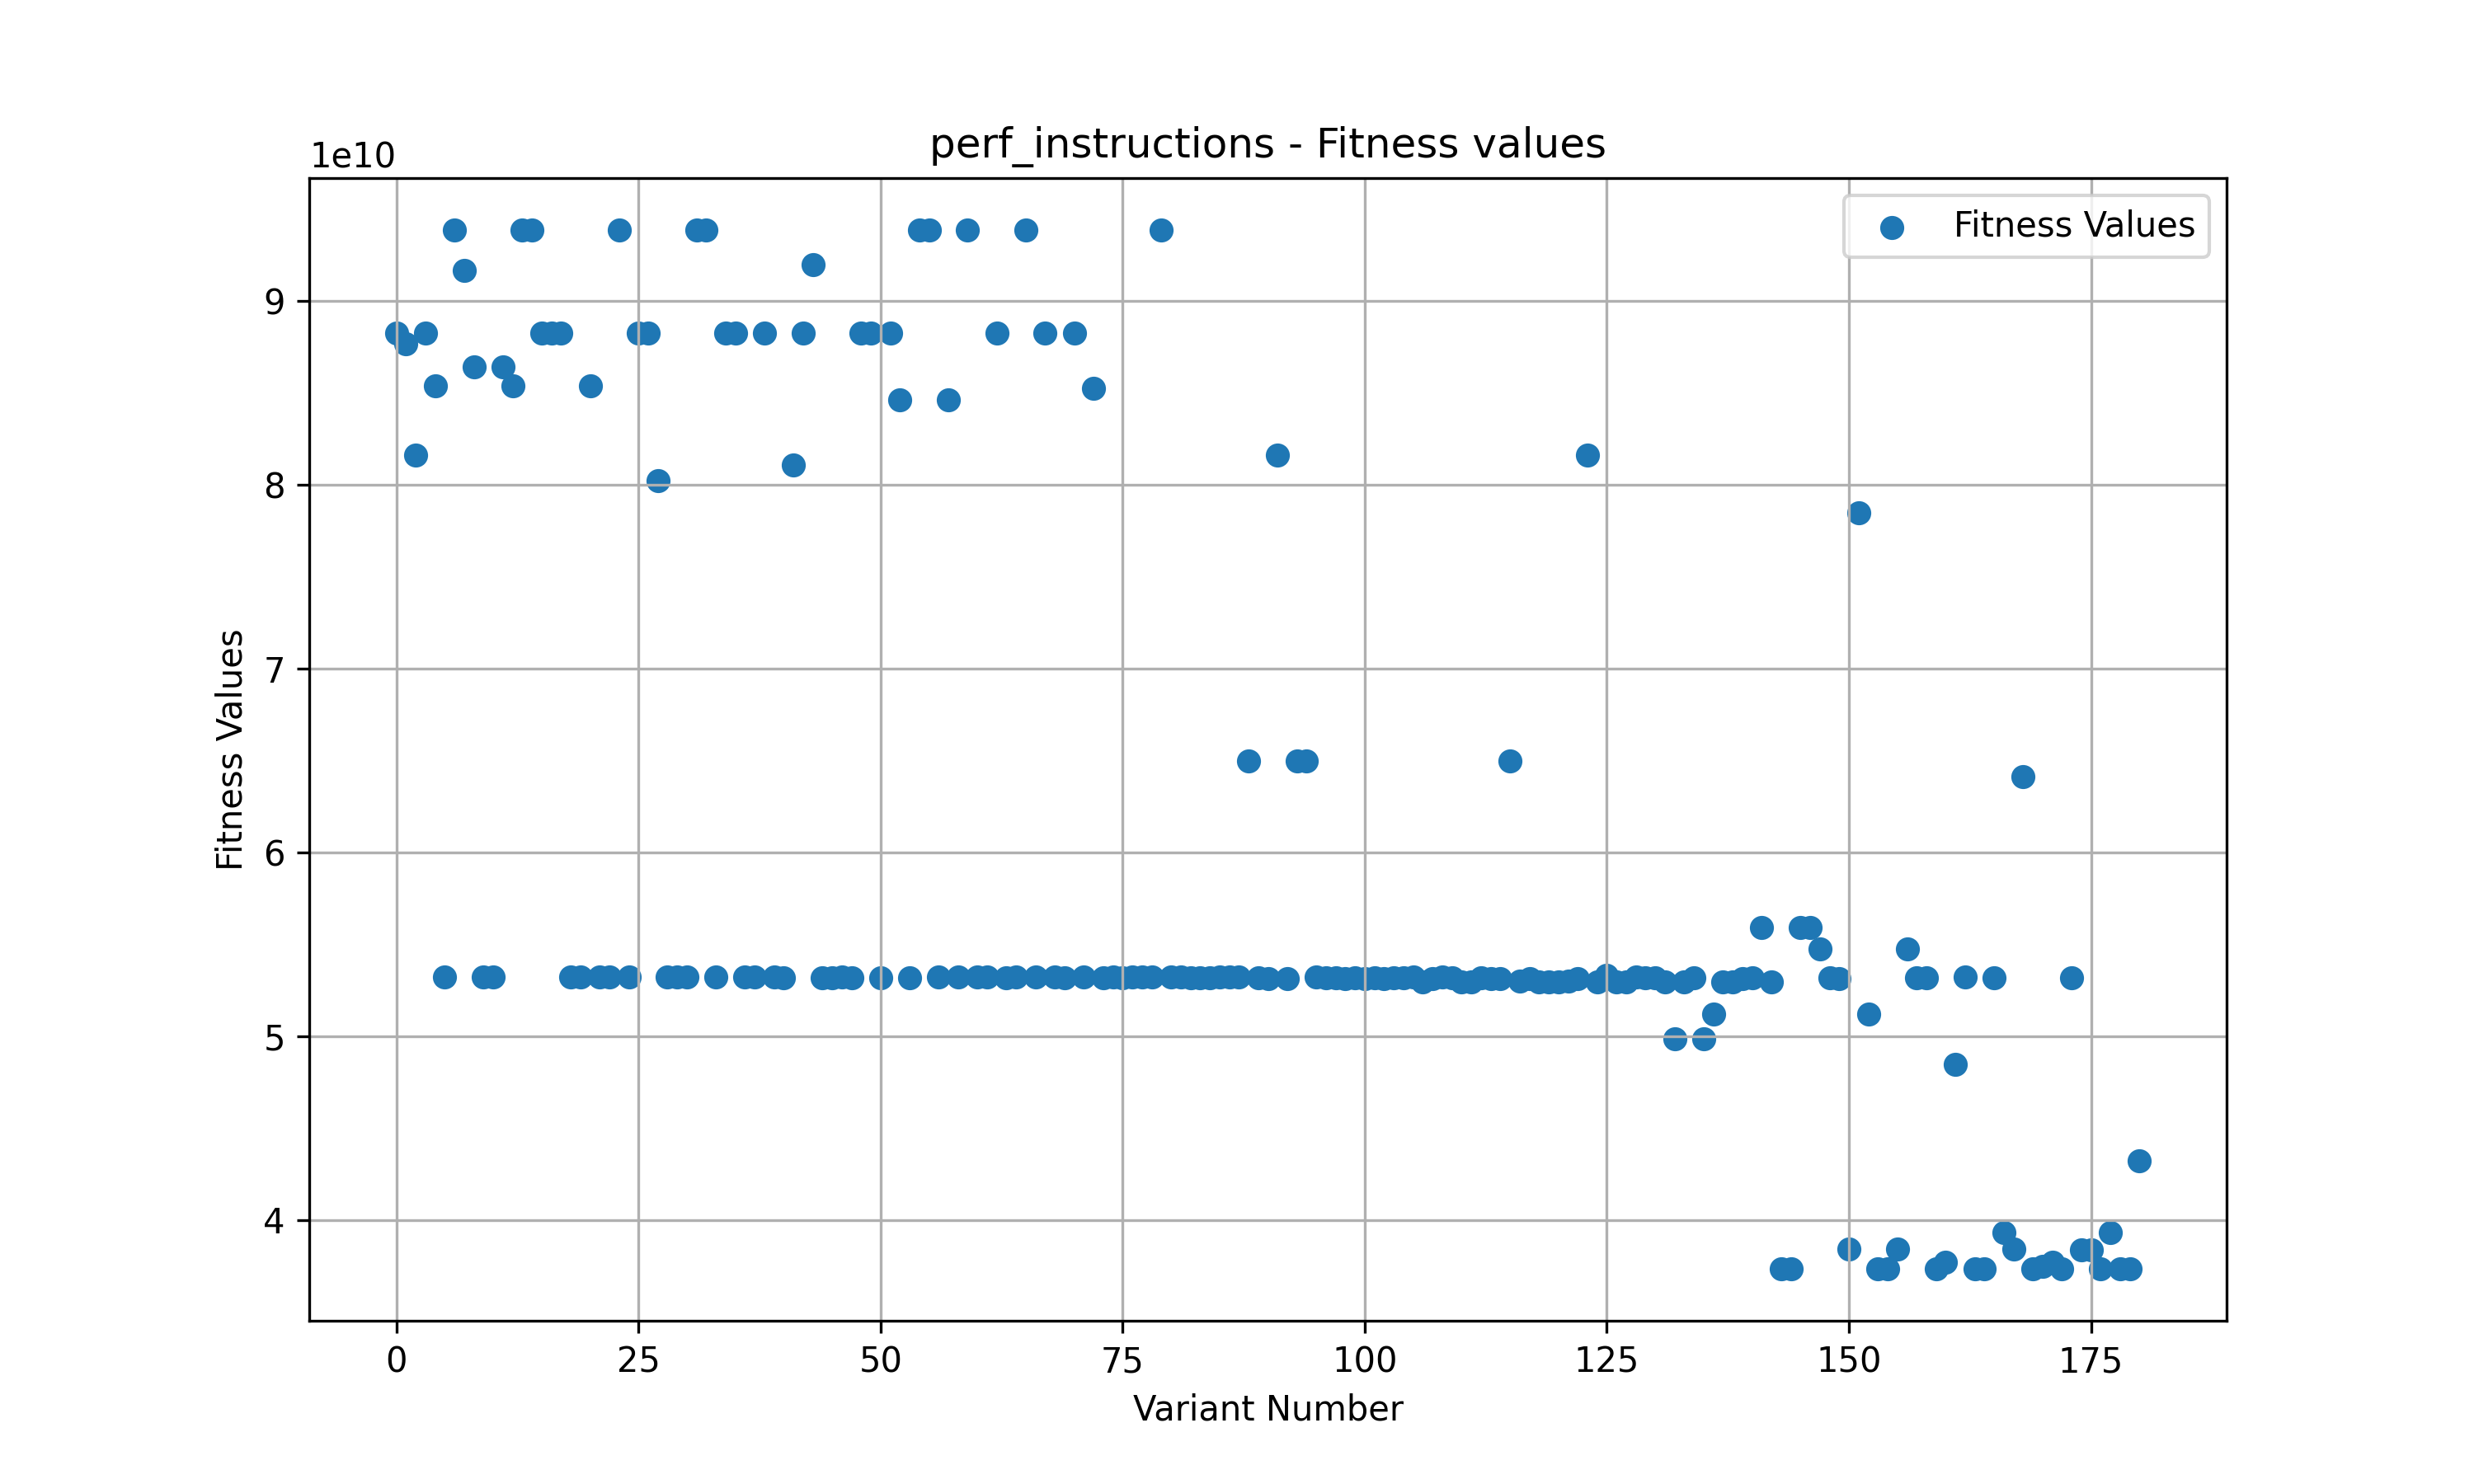 perf_instructions - Fitness values
1e10
Fitness Values
9
8
7
6
5
4
Fitness Values
0 25 50 75 100 125 150 175
Variant Number